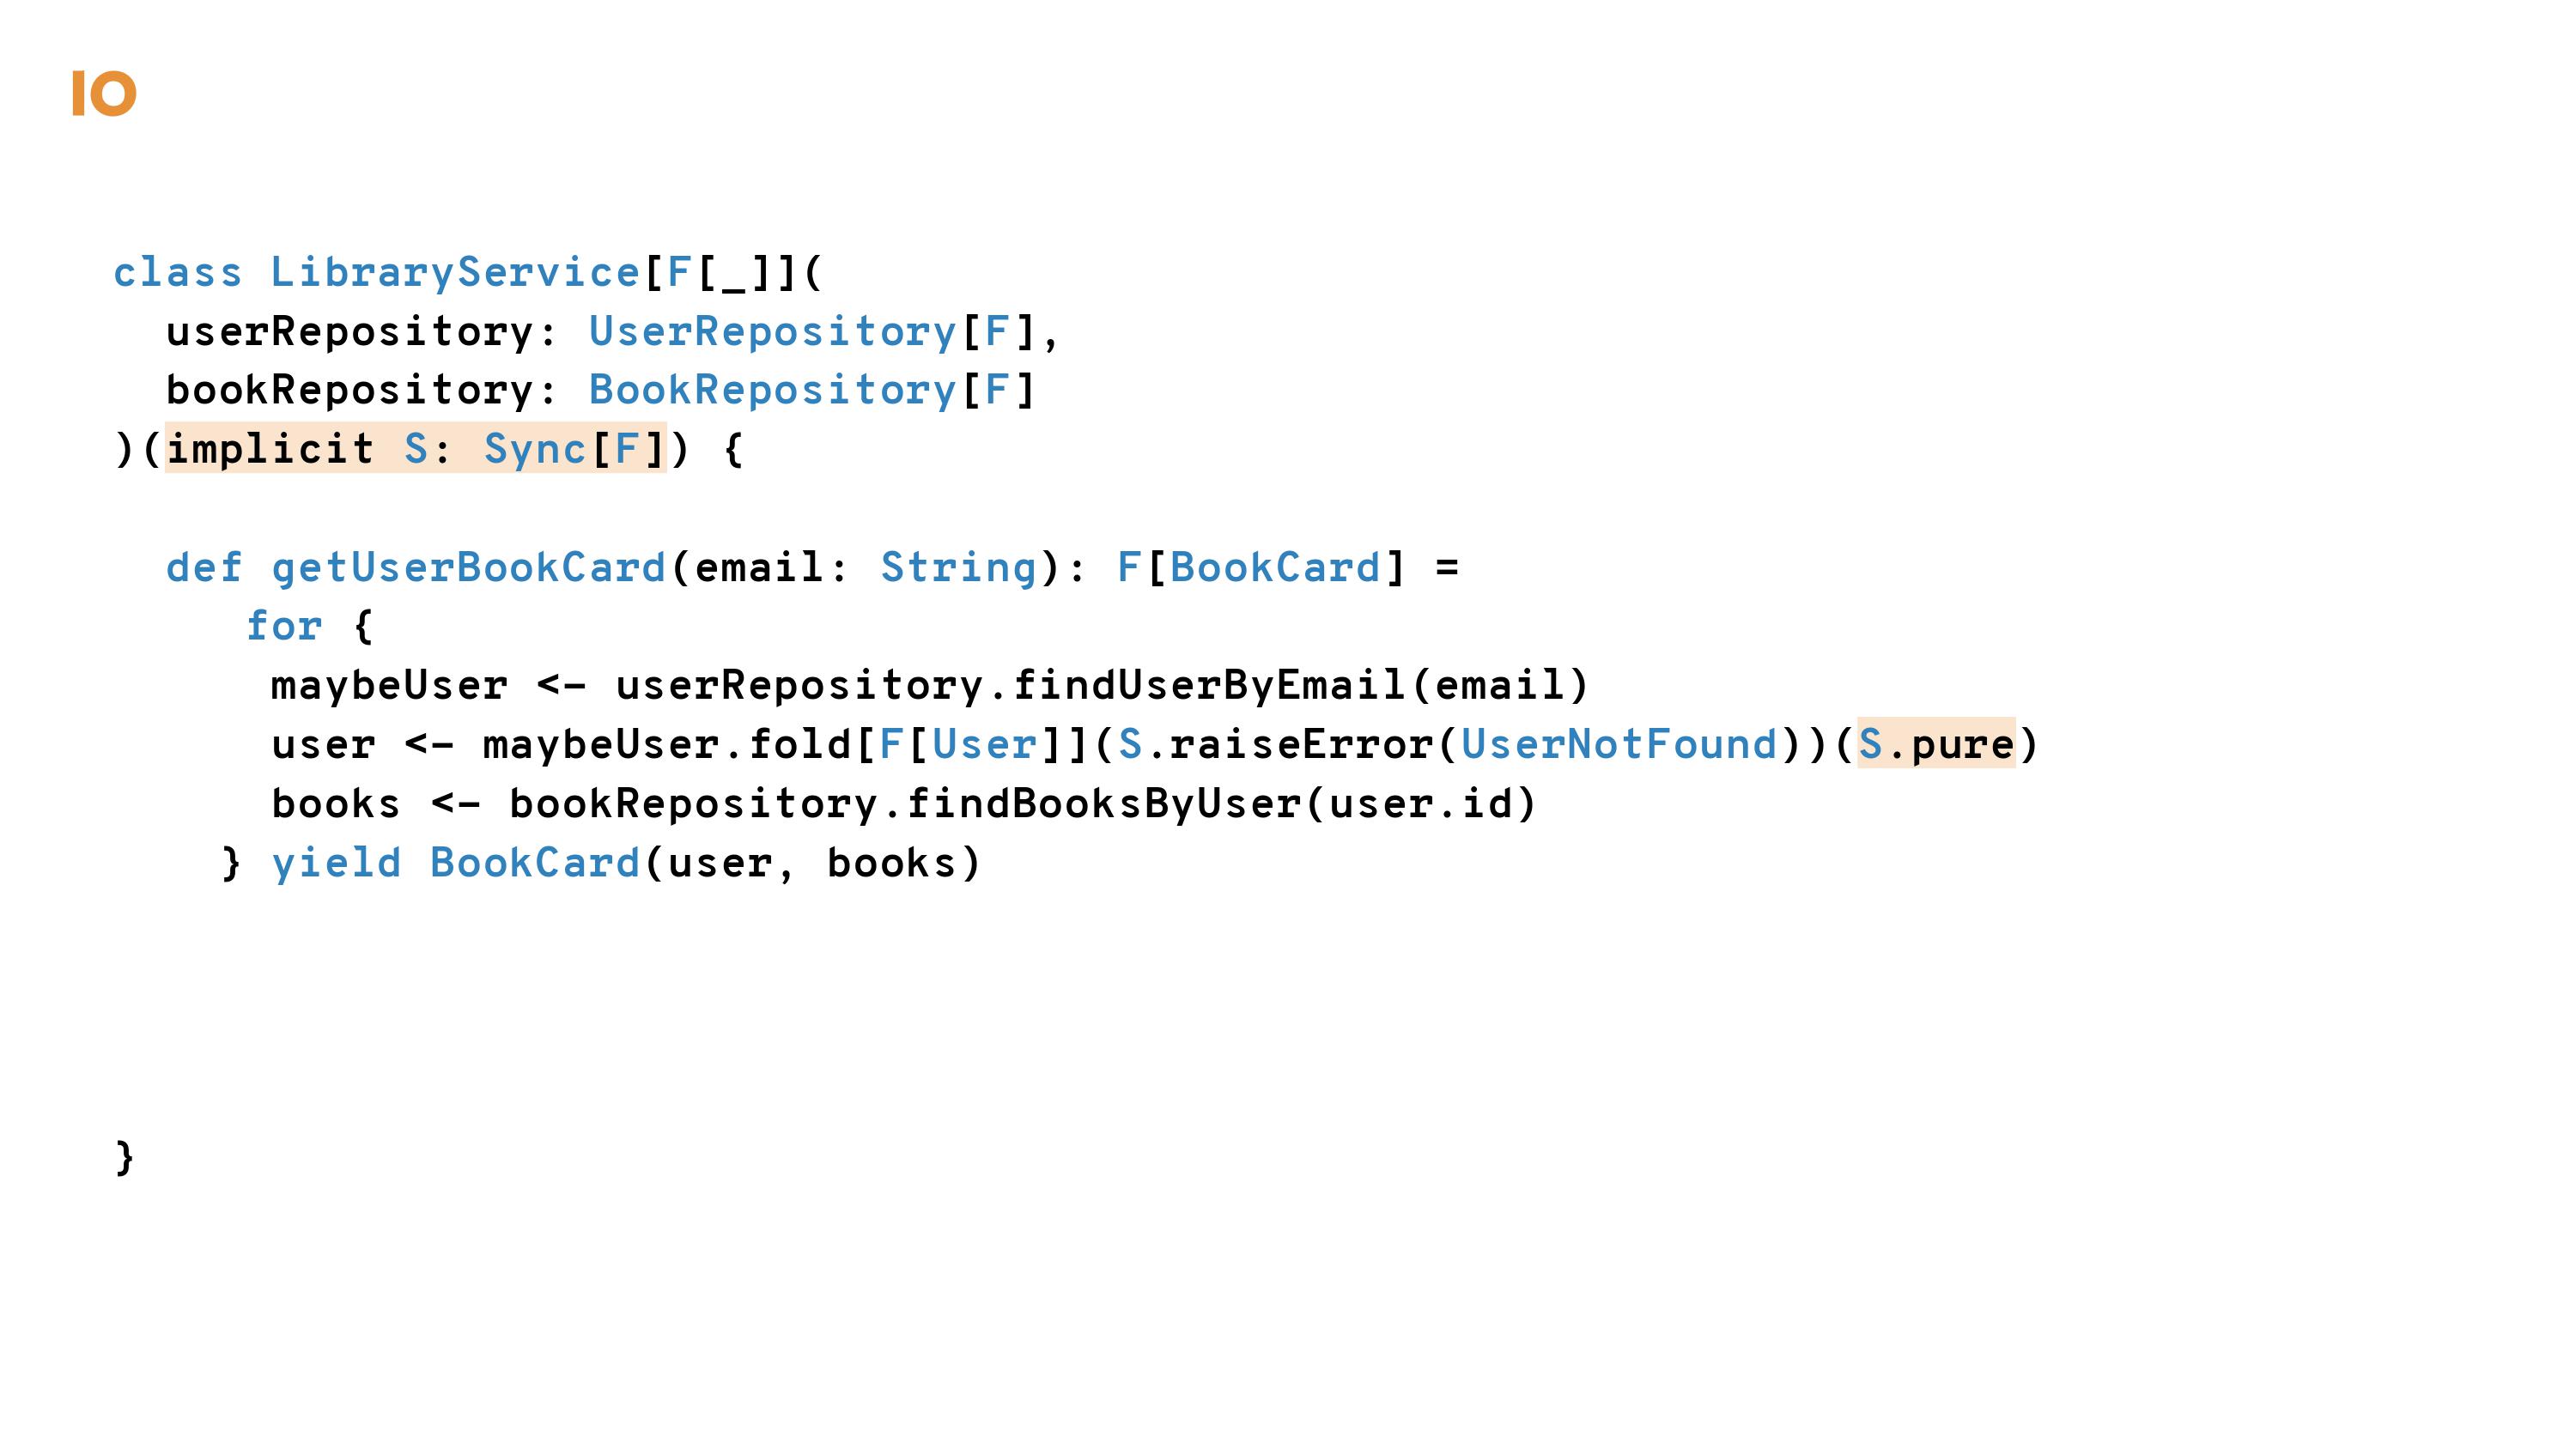 IO
class LibraryService[F[_]](
  userRepository: UserRepository[F],
  bookRepository: BookRepository[F]
)(implicit S: Sync[F]) {
  def getUserBookCard(email: String): F[BookCard] =
     for {
      maybeUser <- userRepository.findUserByEmail(email)
      user <- maybeUser.fold[F[User]](S.raiseError(UserNotFound))(S.pure)
      books <- bookRepository.findBooksByUser(user.id)
    } yield BookCard(user, books)
}